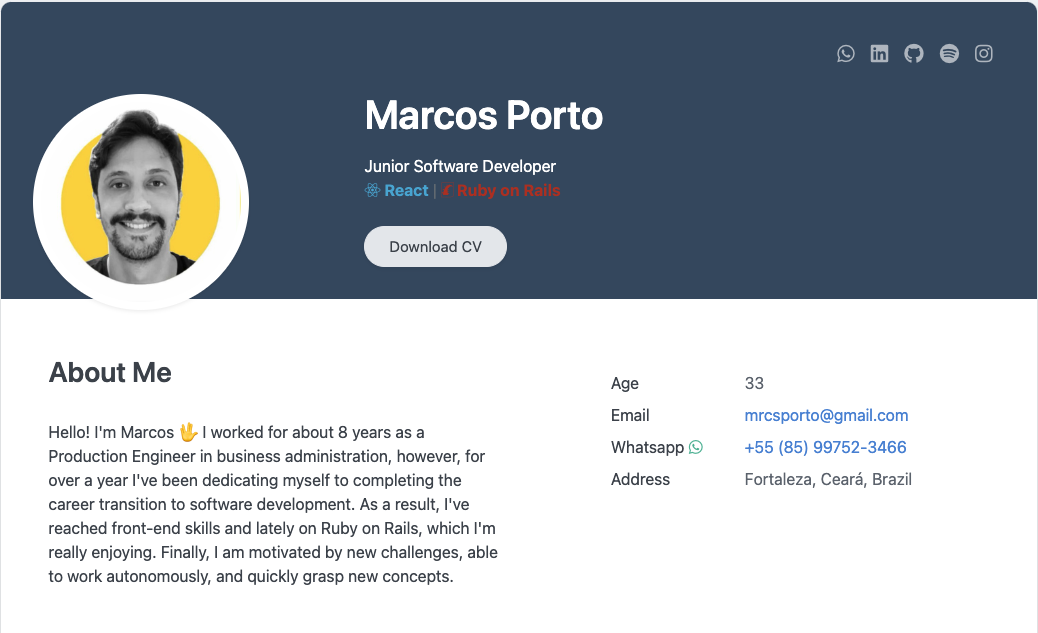 Marcos Porto
Junior Software Developer
React | Ruby on Rails
Download CV
About Me
Hello! I'm Marcos 🖖 I worked for about 8 years as a
Production Engineer in business administration, however, for
over a year I've been dedicating myself to completing the
career transition to software development. As a result, I've
reached front-end skills and lately on Ruby on Rails, which I'm
really enjoying. Finally, I am motivated by new challenges, able
to work autonomously, and quickly grasp new concepts.
Age 33
Email mrcsporto@gmail.com
Whatsapp +55 (85) 99752-3466
Address Fortaleza, Ceará, Brazil